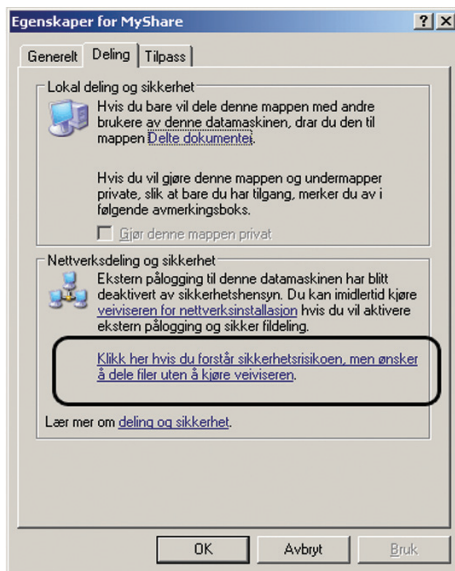 Egenskaper for MyShare
Generelt Deling Tilpass
Lokal deling og sikkerhet
Hvis du bare vil dele denne mappen med andre
brukere av denne datamaskinen, drar du den til
mappen Delte dokumenter.
Hvis du vil gjøre denne mappen og undermapper
private, slik at bare du har tilgang, merker du av i
følgende avmerkingsboks.
Gjør denne mappen privat
Nettverksdeling og sikkerhet
Ekstern pålogging til denne datamaskinen har blitt
deaktivert av sikkerhetshensyn. Du kan imidlertid kjøre
veiviseren for nettverksinstallasjon hvis du vil aktivere
ekstern pålogging og sikker fildeling.
Klikk her hvis du forstår sikkerhetsrisikoen, men ønsker
å dele filer uten å kjøre veiviseren.
Lær mer om deling og sikkerhet.
OK Avbryt Bruk